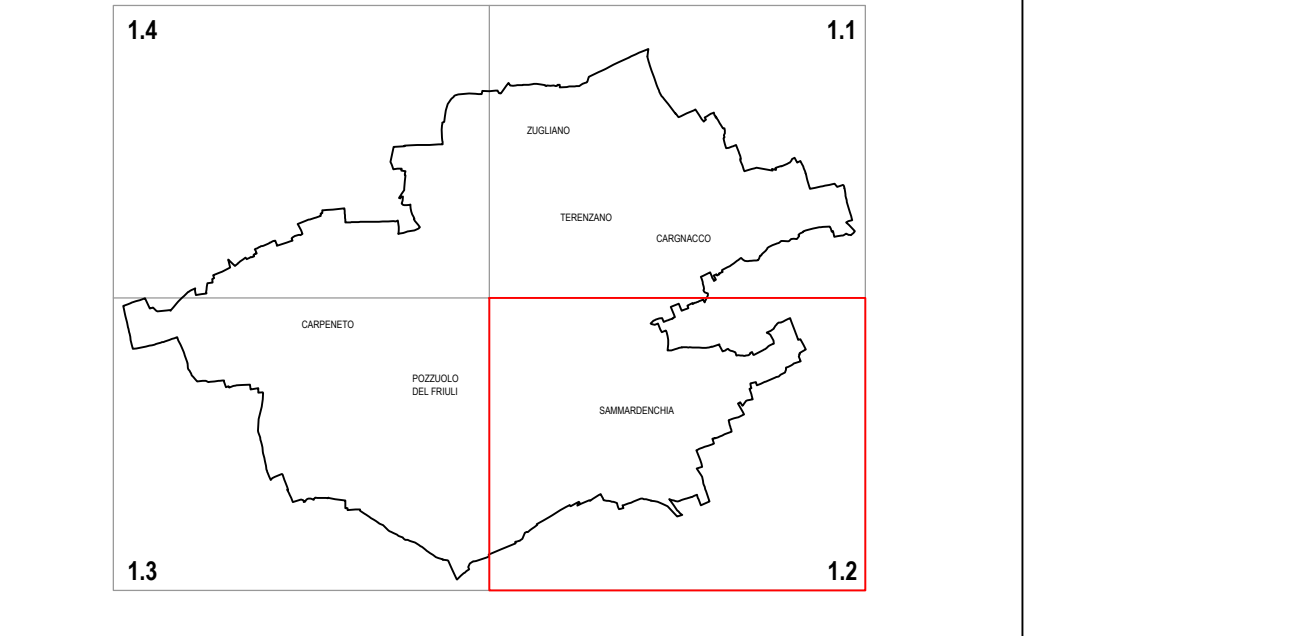 1.4
1.1
ZUGLIANO
TERENZANO
CARGNACCO
CARPENETO
POZZUOLO
DEL FRIULI
SAMMARDENCHIA
1.3
1.2